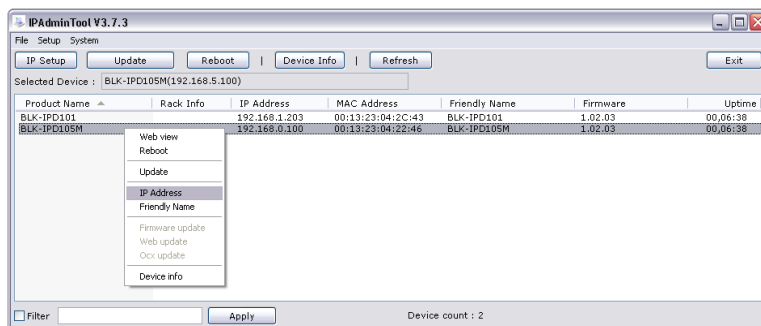 IPAdminTool V3.7.3
File Setup System
IP Setup Update Reboot | Device Info | Refresh Exit
Selected Device : BLK-IPD105M(192.168.5.100)
Product Name Rack Info IP Address MAC Address Friendly Name Firmware Uptime
BLK-IPD101 192.168.1.203 00:13:23:04:2C:43 BLK-IPD101 1.02.03 00,06:38
BLK-IPD105M 192.168.0.100 00:13:23:04:22:46 BLK-IPD105M 1.02.03 00,06:38
Web view
Reboot
Update
IP Address
Friendly Name
Firmware update
Web update
Ocx update
Device info
Filter Apply Device count : 2